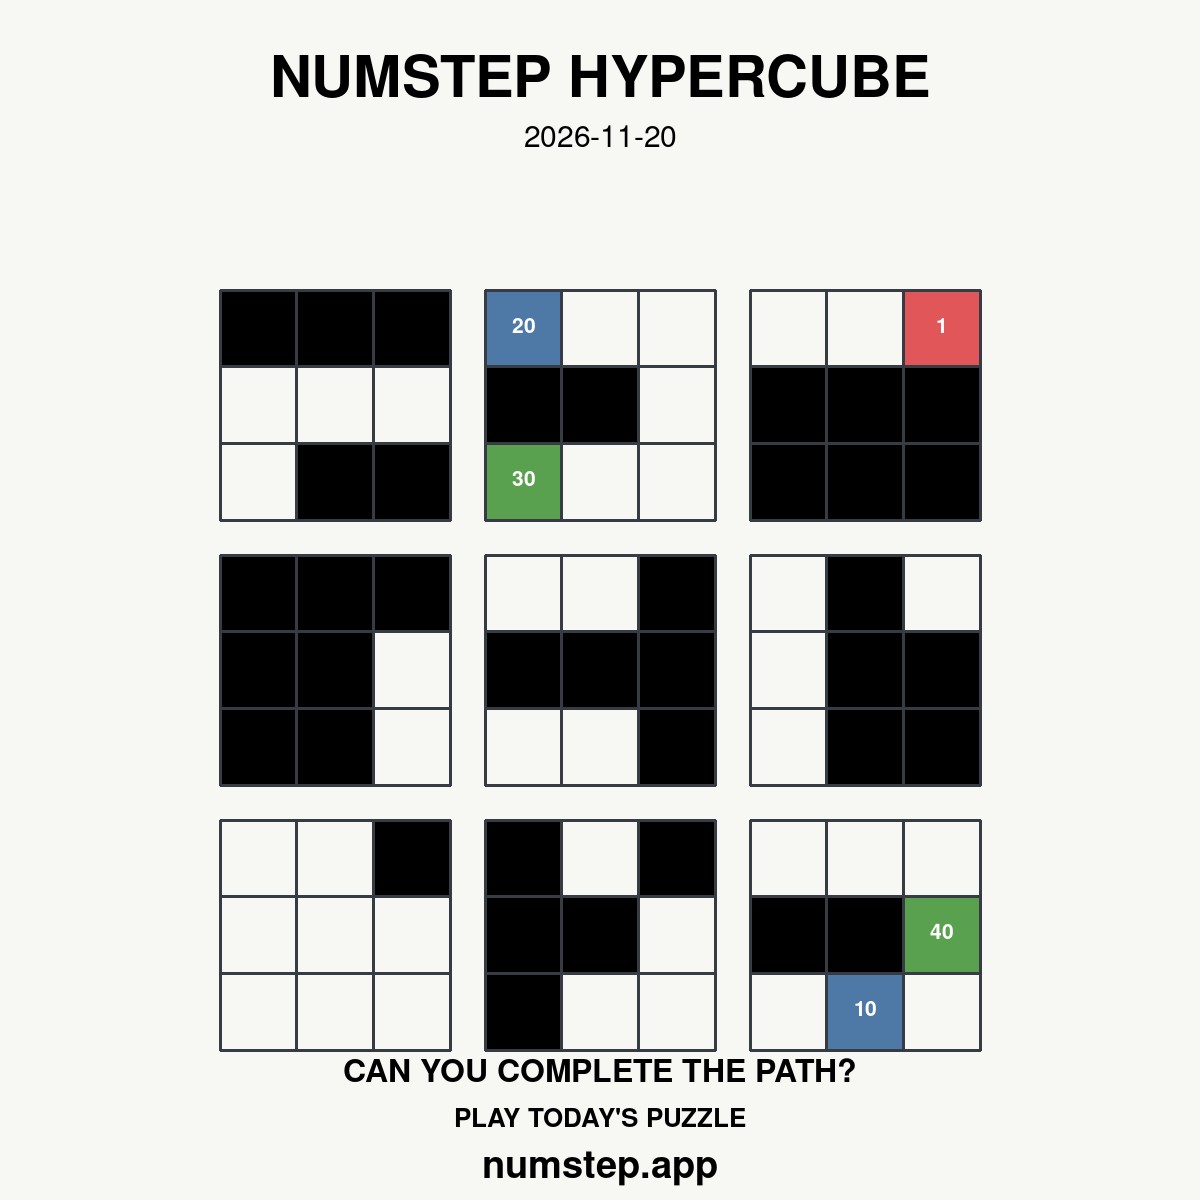 NUMSTEP HYPERCUBE
2026-11-20
20
1
30
40
10
CAN YOU COMPLETE THE PATH?
PLAY TODAY'S PUZZLE
numstep.app